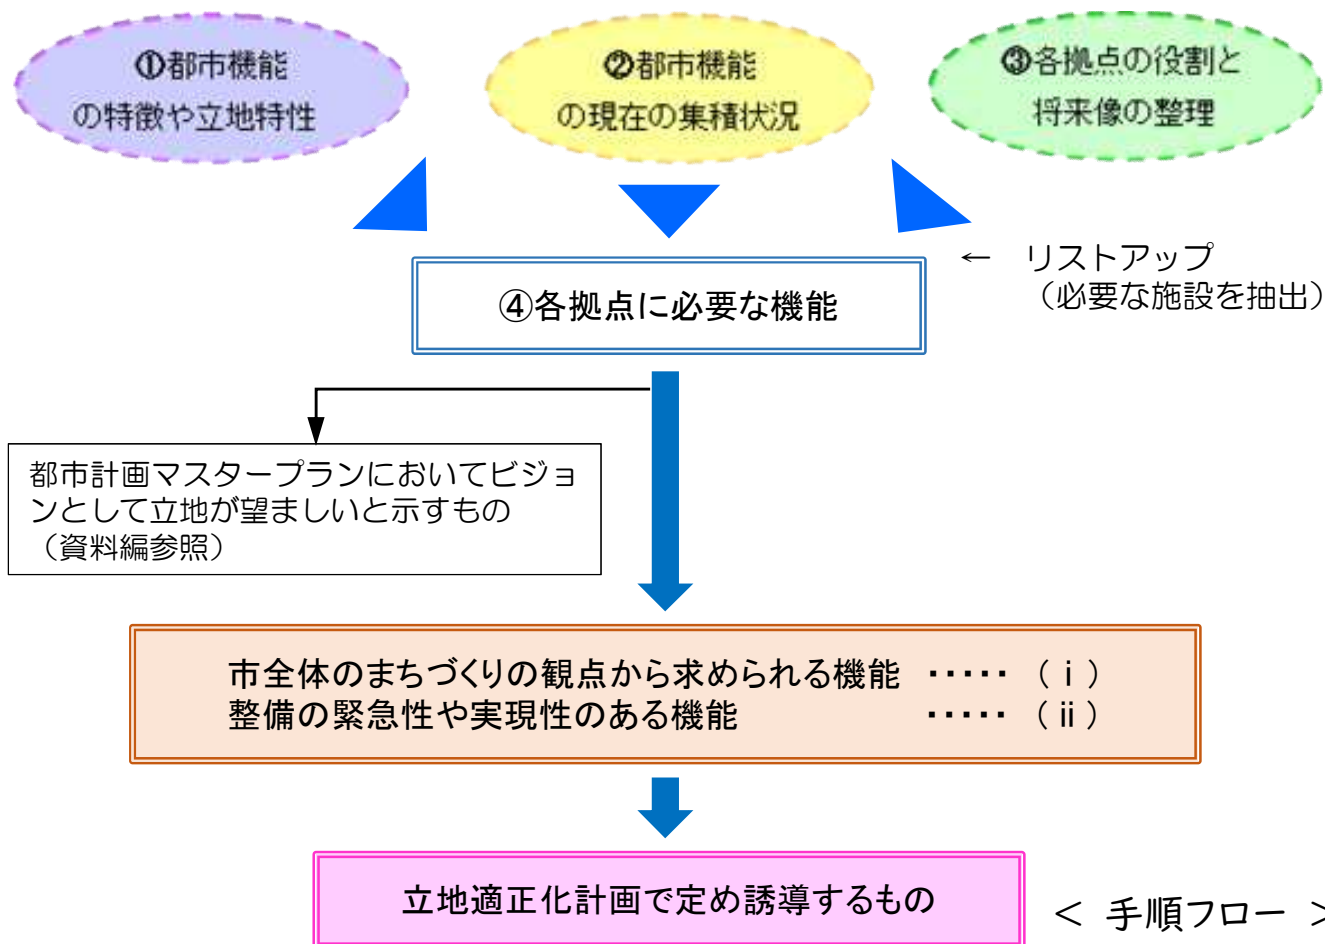 ①都市機能
の特徴や立地特性
②都市機能
の現在の集積状況
③各拠点の役割と
将来像の整理
← リストアップ
（必要な施設を抽出）
④各拠点に必要な機能
都市計画マスタープランにおいてビジョ
ンとして立地が望ましいと示すもの
（資料編参照）
市全体のまちづくりの観点から求められる機能 ・・・・・ （ⅰ）
整備の緊急性や実現性のある機能 ・・・・・ （ⅱ）
立地適正化計画で定め誘導するもの
＜ 手順フロー ＞